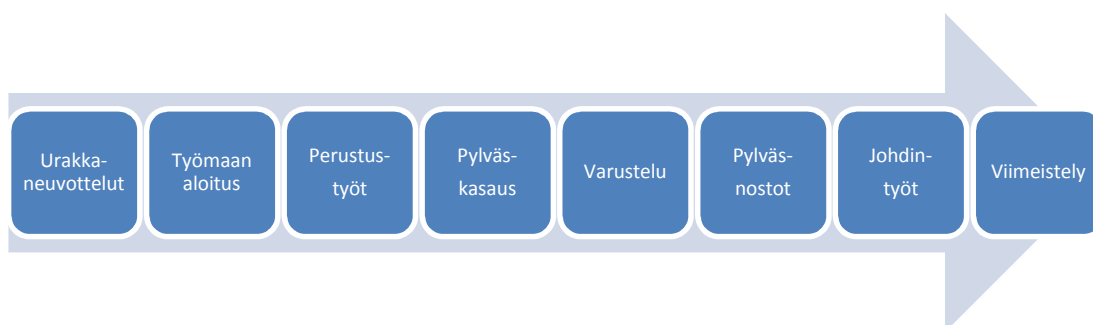 Urakka-
neuvottelut
Työmaan
aloitus
Perustus-
työt
Pylväs-
kasaus
Varustelu
Pylväs-
nostot
Johdin-
työt
Viimeistely